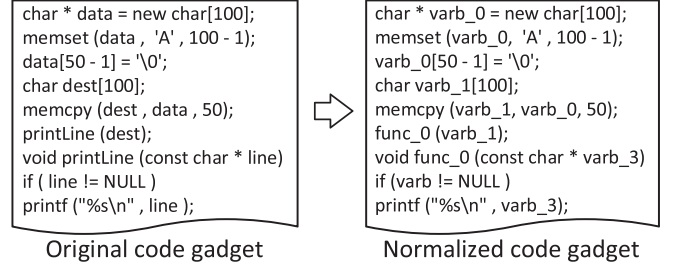 char * data = new char[100];
memset (data , 'A' , 100 - 1);
data[50 - 1] = '\0';
char dest[100];
memcpy (dest , data , 50);
printLine (dest);
void printLine (const char * line)
if ( line != NULL )
printf ("%s\n" , line );
Original code gadget
char * varb_0 = new char[100];
memset (varb_0, 'A' , 100 - 1);
varb_0[50 - 1] = '\0';
char varb_1[100];
memcpy (varb_1, varb_0, 50);
func_0 (varb_1);
void func_0 (const char * varb_3)
if (varb != NULL )
printf ("%s\n" , varb_3);
Normalized code gadget